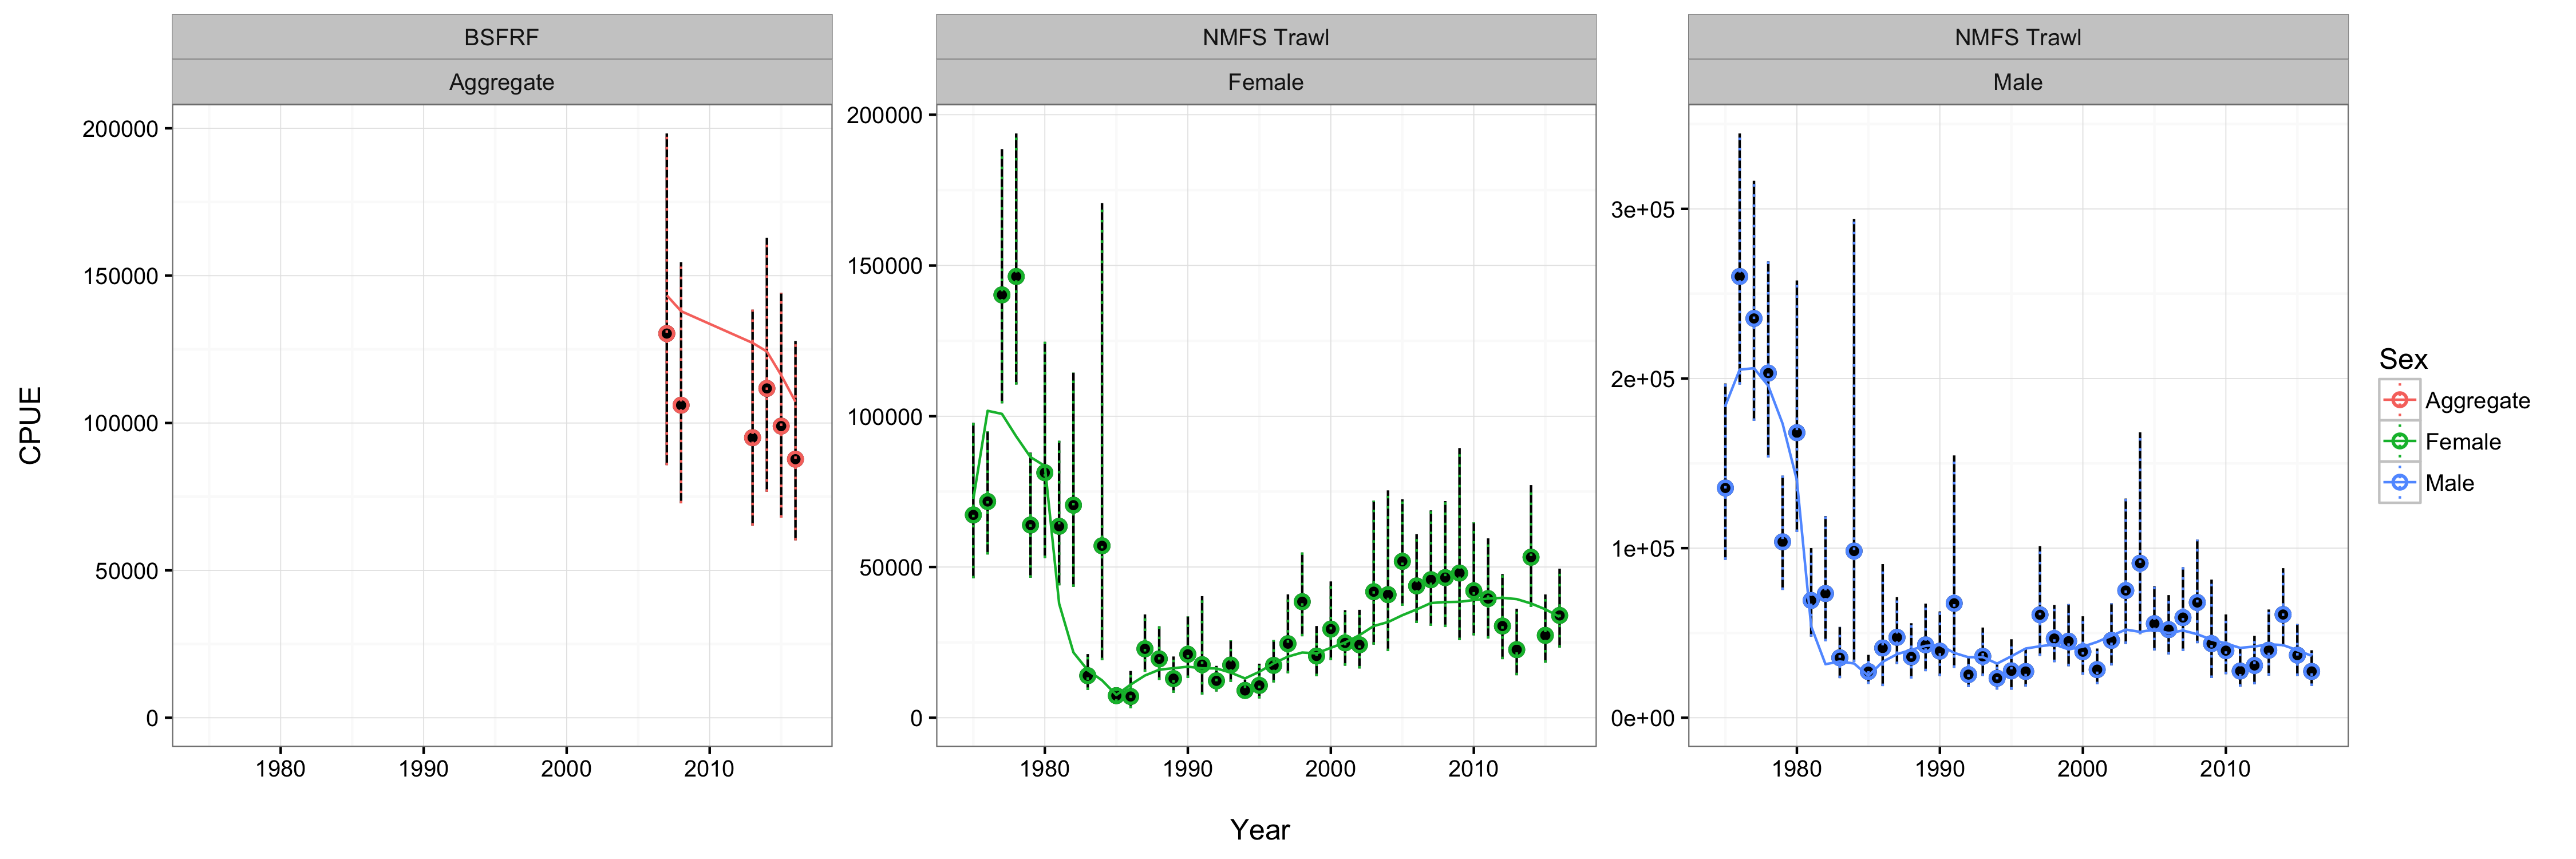 BSFRF
Aggregate
NMFS Trawl
Female
NMFS Trawl
Male
CPUE
200000
150000
100000
50000
0
200000
150000
100000
50000
0
3e+05
2e+05
1e+05
0e+00
1980 1990 2000 2010
1980 1990 2000 2010
1980 1990 2000 2010
Year
Sex
Aggregate
Female
Male